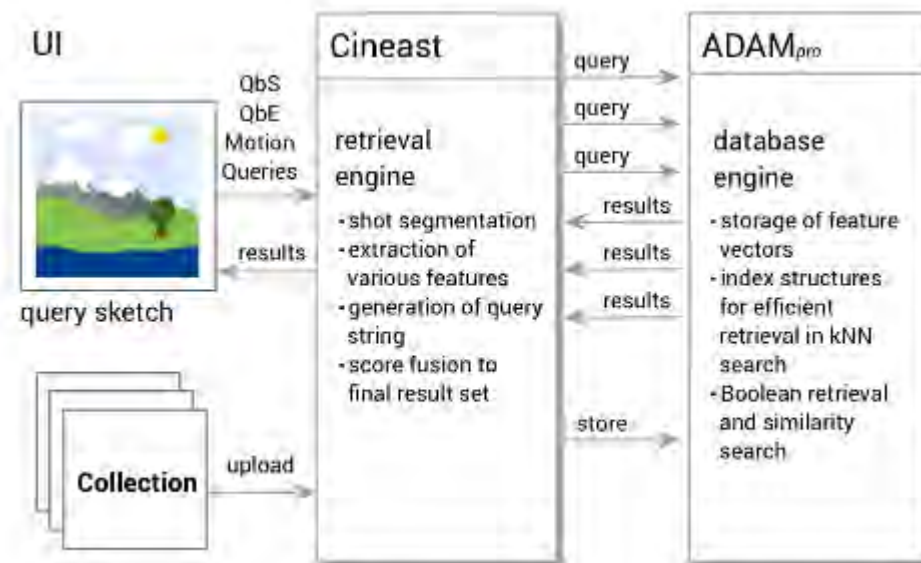 UI
QbS
QbE
Motion
Queries
results
query sketch
Collection
upload
Cineast
retrieval
engine
-shot segmentation
-extraction of
various features
-generation of query
string
-score fusion to
final result set
query
query
query
results
results
results
store
ADAMpro
database
engine
-storage of feature
vectors
-index structures
for efficient
retrieval in kNN
search
-Boolean retrieval
and similarity
search